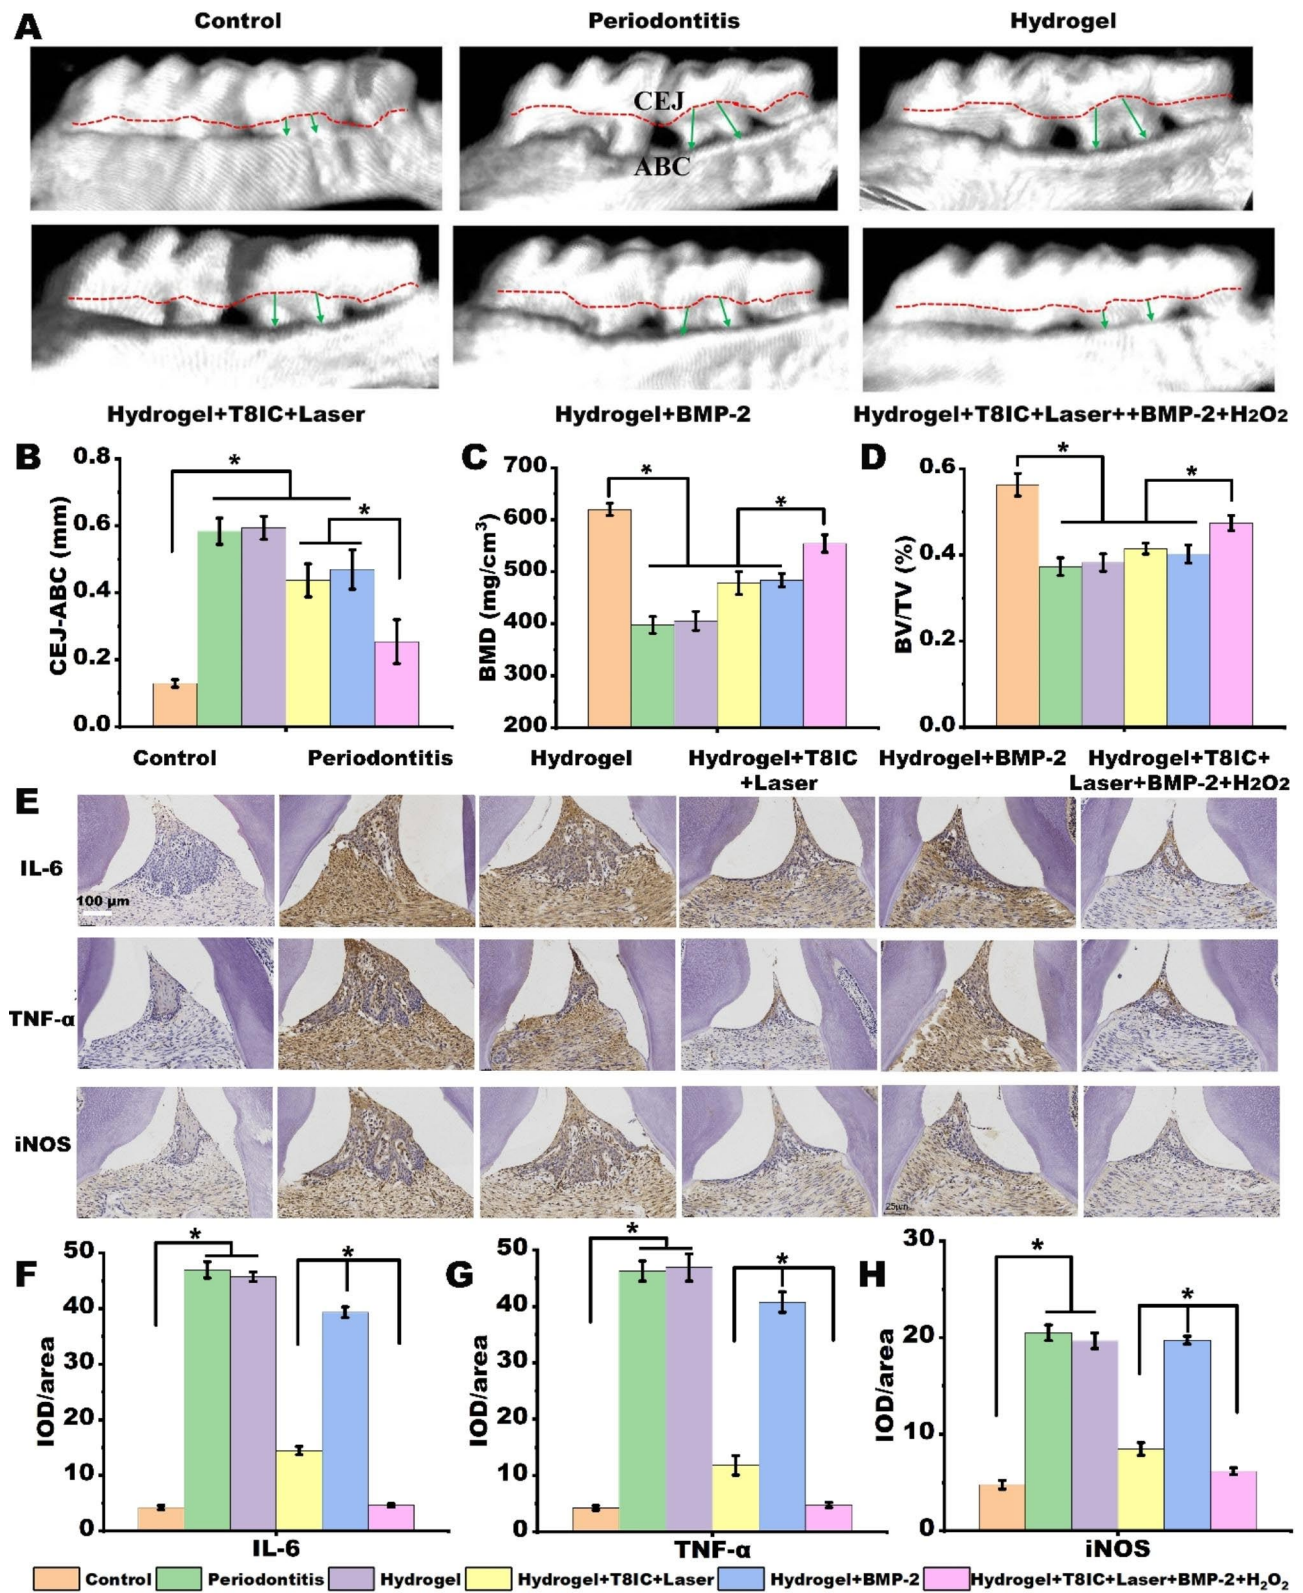 A
Control
Periodontitis
Hydrogel
CEJ
ABC
Hydrogel+T8IC+Laser
Hydrogel+BMP-2
Hydrogel+T8IC+Laser++BMP-2+H₂O₂
B
CEJ-ABC (mm)
0.8
0.6
0.4
0.2
0.0
*
*
C
BMD (mg/cm³)
700
600
500
400
300
200
*
*
D
BV/TV (%)
0.6
0.4
0.2
0.0
*
*
Control
Periodontitis
Hydrogel
Hydrogel+T8IC
+Laser
Hydrogel+BMP-2
Hydrogel+T8IC+
Laser+BMP-2+H₂O₂
E
IL-6
100 μm
TNF-α
iNOS
25μm
F
IOD/area
50
40
30
20
10
0
*
*
IL-6
G
IOD/area
50
40
30
20
10
0
*
*
TNF-α
H
IOD/area
30
20
10
0
*
*
iNOS
Control
Periodontitis
Hydrogel
Hydrogel+T8IC+Laser
Hydrogel+BMP-2
Hydrogel+T8IC+Laser+BMP-2+H₂O₂